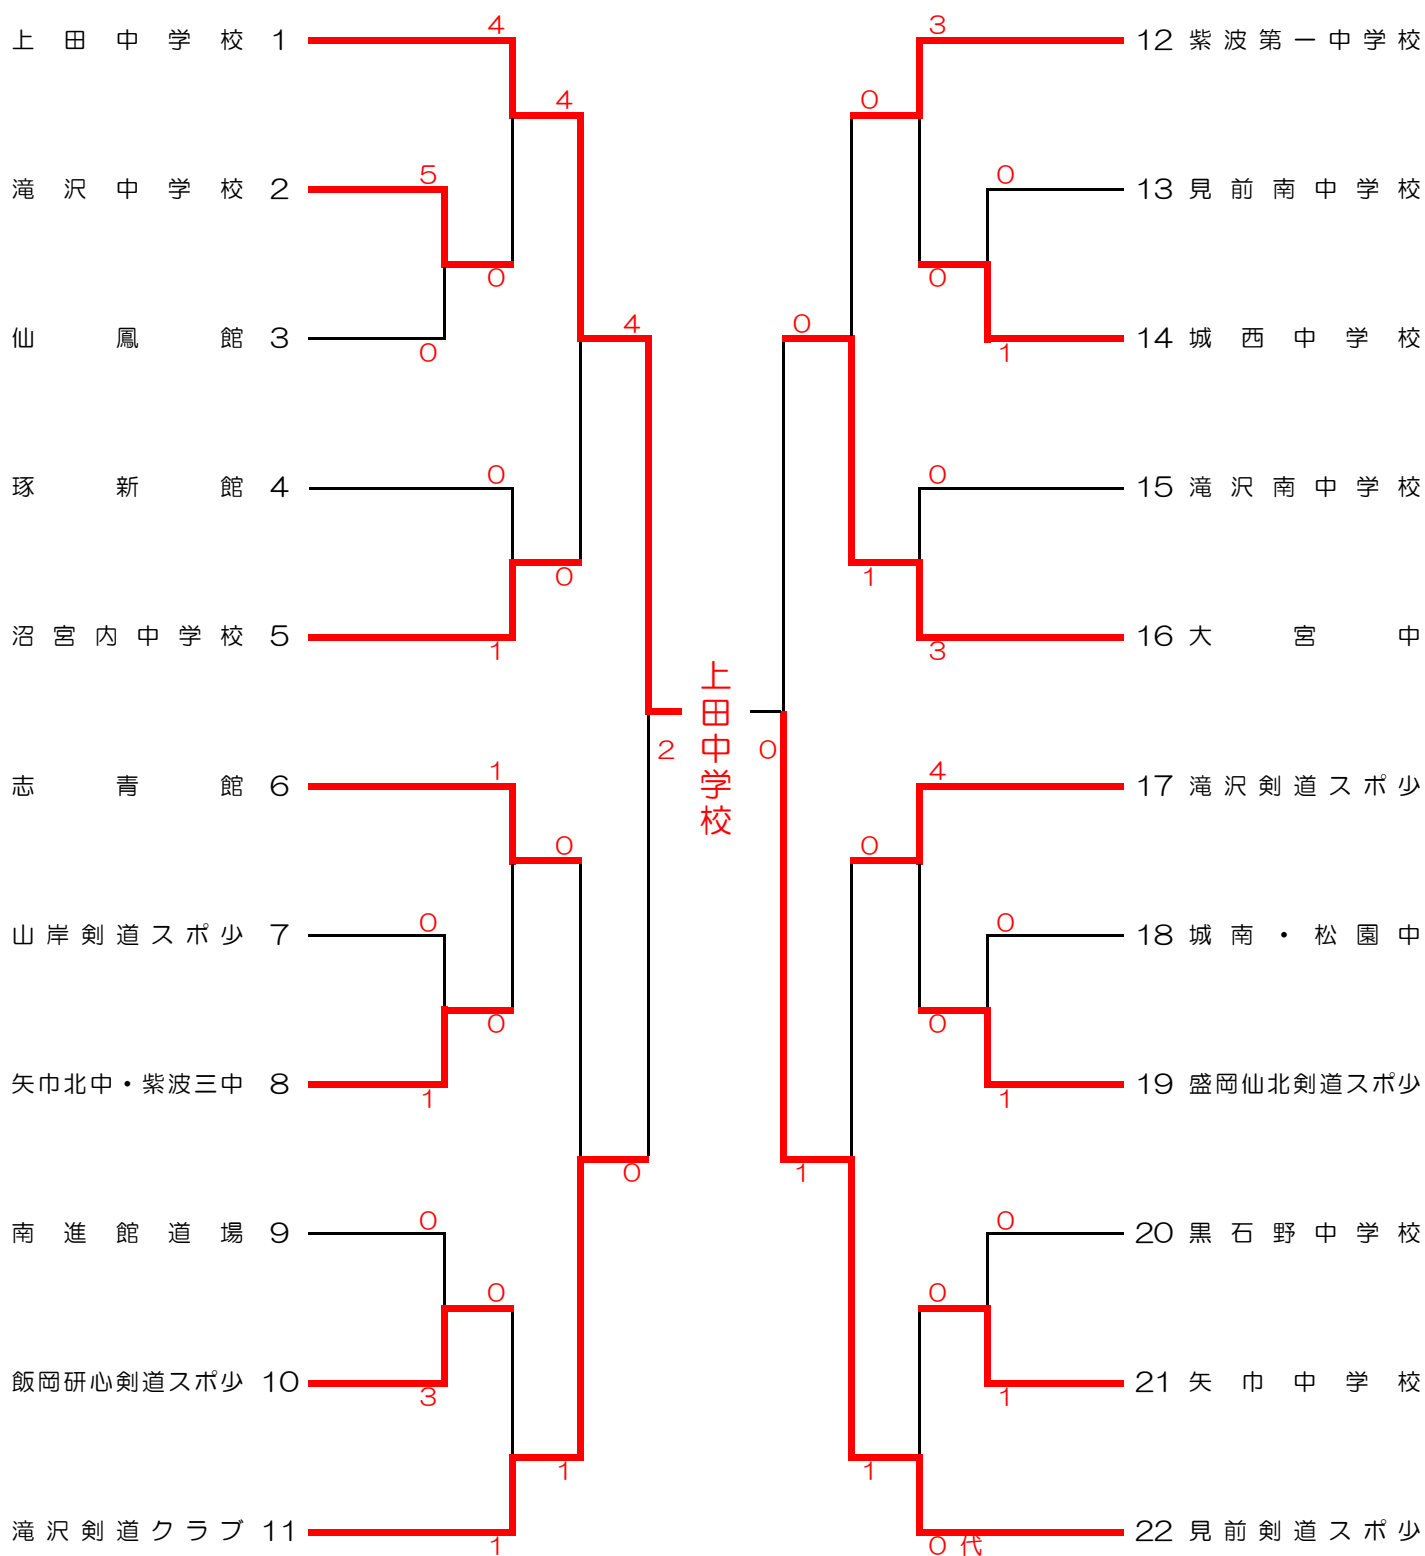 上田中学校 1
滝沢中学校 2
仙鳳館 3
琢新館 4
沼宮内中学校 5
志青館 6
山岸剣道スポ少 7
矢巾北中・紫波三中 8
南進館道場 9
飯岡研心剣道スポ少 10
滝沢剣道クラブ 11
4
5
0
0
0
1
1
0
1
0
3
1
4
0
0
0
0
1
4
0
2
上田中学校
0
0
1
0
1
0
1
3
0
0
3
4
0
0
0代
0
1
0
1
0
1
12 紫波第一中学校
13 見前南中学校
14 城西中学校
15 滝沢南中学校
16 大宮中
17 滝沢剣道スポ少
18 城南・松園中
19 盛岡仙北剣道スポ少
20 黒石野中学校
21 矢巾中学校
22 見前剣道スポ少